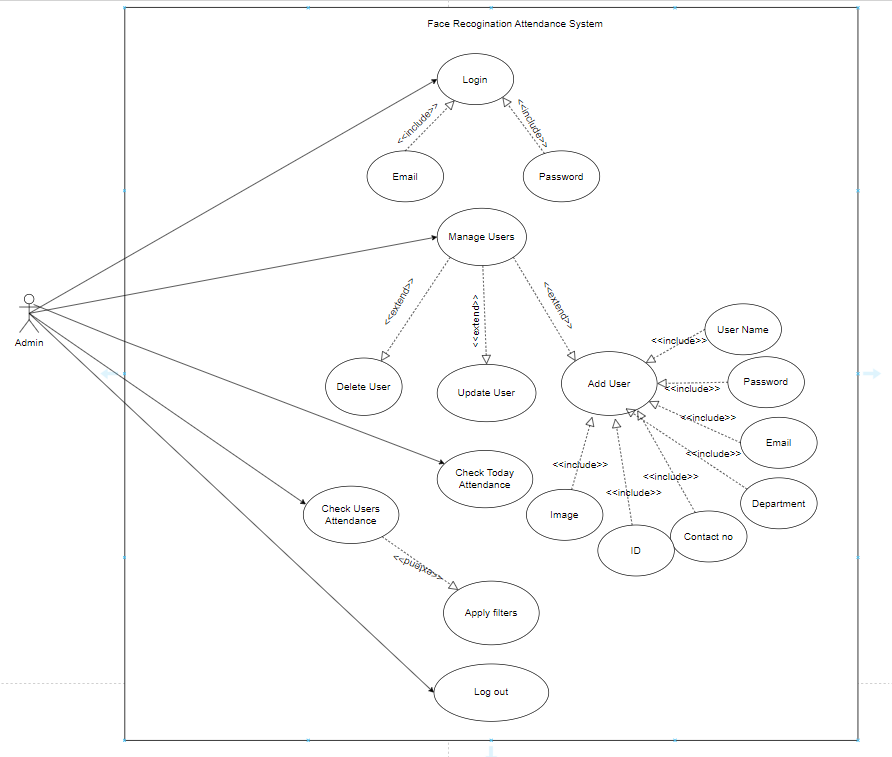 Face Recogination Attendance System
Login
<<include>>
<<include>>
Email
Password
Manage Users
<<extend>>
<<extend>>
<<extend>>
Admin
User Name
<<include>>
Delete User
Update User
Add User
Password
<<include>>
<<include>>
Email
<<include>>
Check Today
Attendance
<<include>>
<<include>>
<<include>>
Department
Check Users
Attendance
Image
ID
Contact no
<<extend>>
Apply filters
Log out